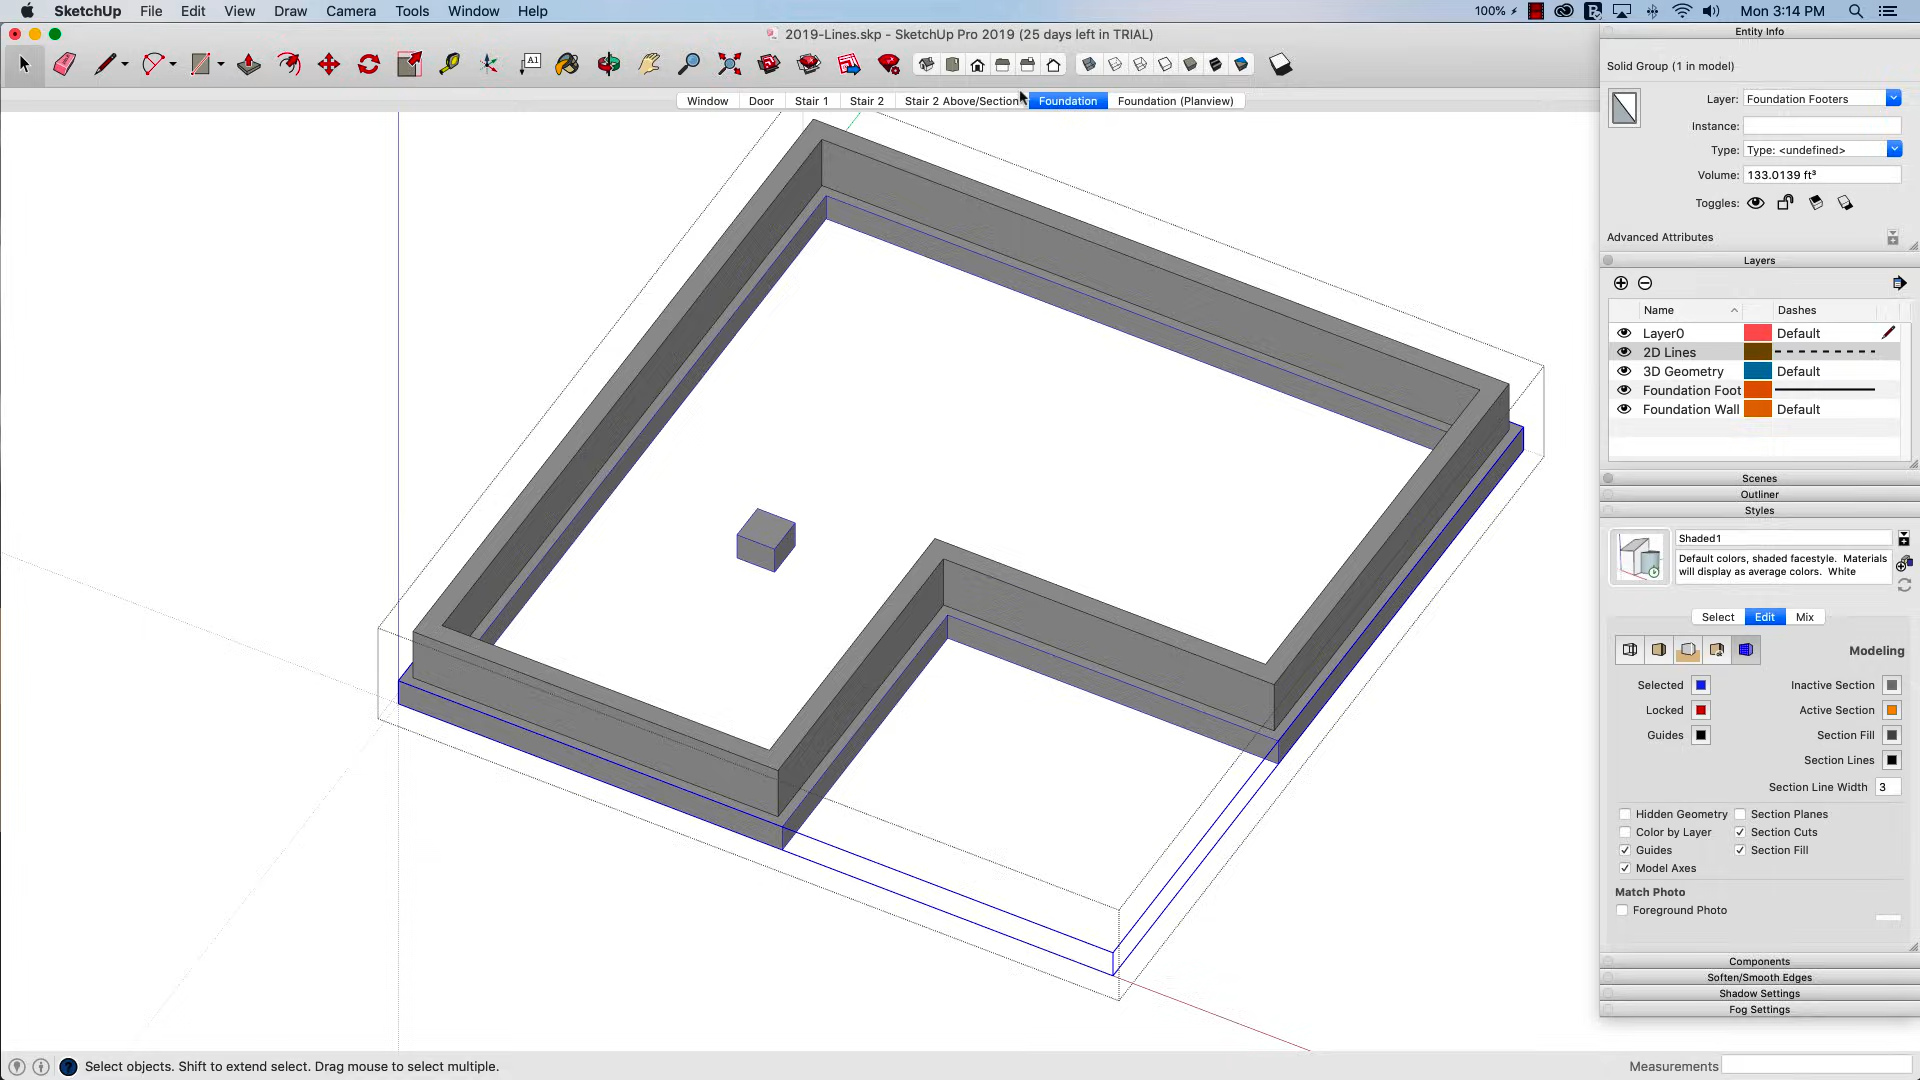 SketchUp File Edit View Draw Camera Tools Window Help 100% Mon 3:14 PM
2019-Lines.skp - SketchUp Pro 2019 (25 days left in TRIAL)
A1
Window Door Stair 1 Stair 2 Stair 2 Above/Section Foundation Foundation (Planview)
Entity Info
Solid Group (1 in model)
Layer: Foundation Footers
Instance:
Type: Type: <undefined>
Volume: 133.0139 ft³
Toggles:
Advanced Attributes
Layers
Name Dashes
Layer0 Default
2D Lines
3D Geometry Default
Foundation Foot
Foundation Wall Default
Scenes
Outliner
Styles
Shaded1
Default colors, shaded facestyle. Materials
will display as average colors. White
Select Edit Mix
Modeling
Selected Inactive Section
Locked Active Section
Guides Section Fill
Section Lines
Section Line Width 3
Hidden Geometry Section Planes
Color by Layer Section Cuts
Guides Section Fill
Model Axes
Match Photo
Foreground Photo
Components
Soften/Smooth Edges
Shadow Settings
Fog Settings
Select objects. Shift to extend select. Drag mouse to select multiple. Measurements